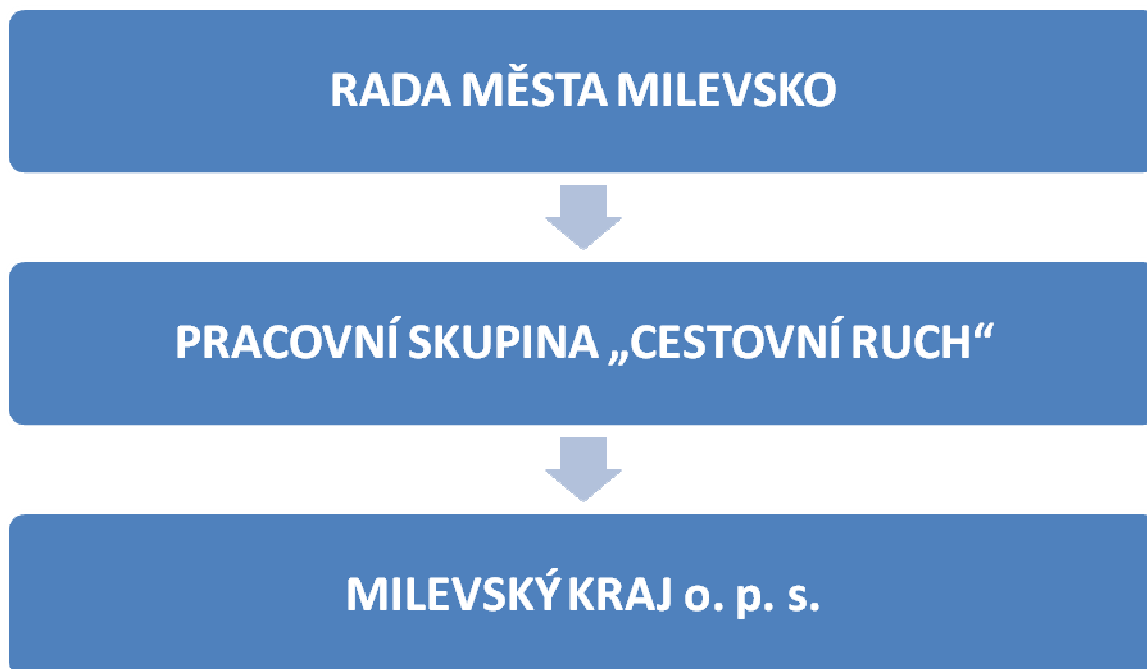 RADA MĚSTA MILEVSKO
PRACOVNÍ SKUPINA „CESTOVNÍ RUCH“
MILEVSKÝ KRAJ o. p. s.